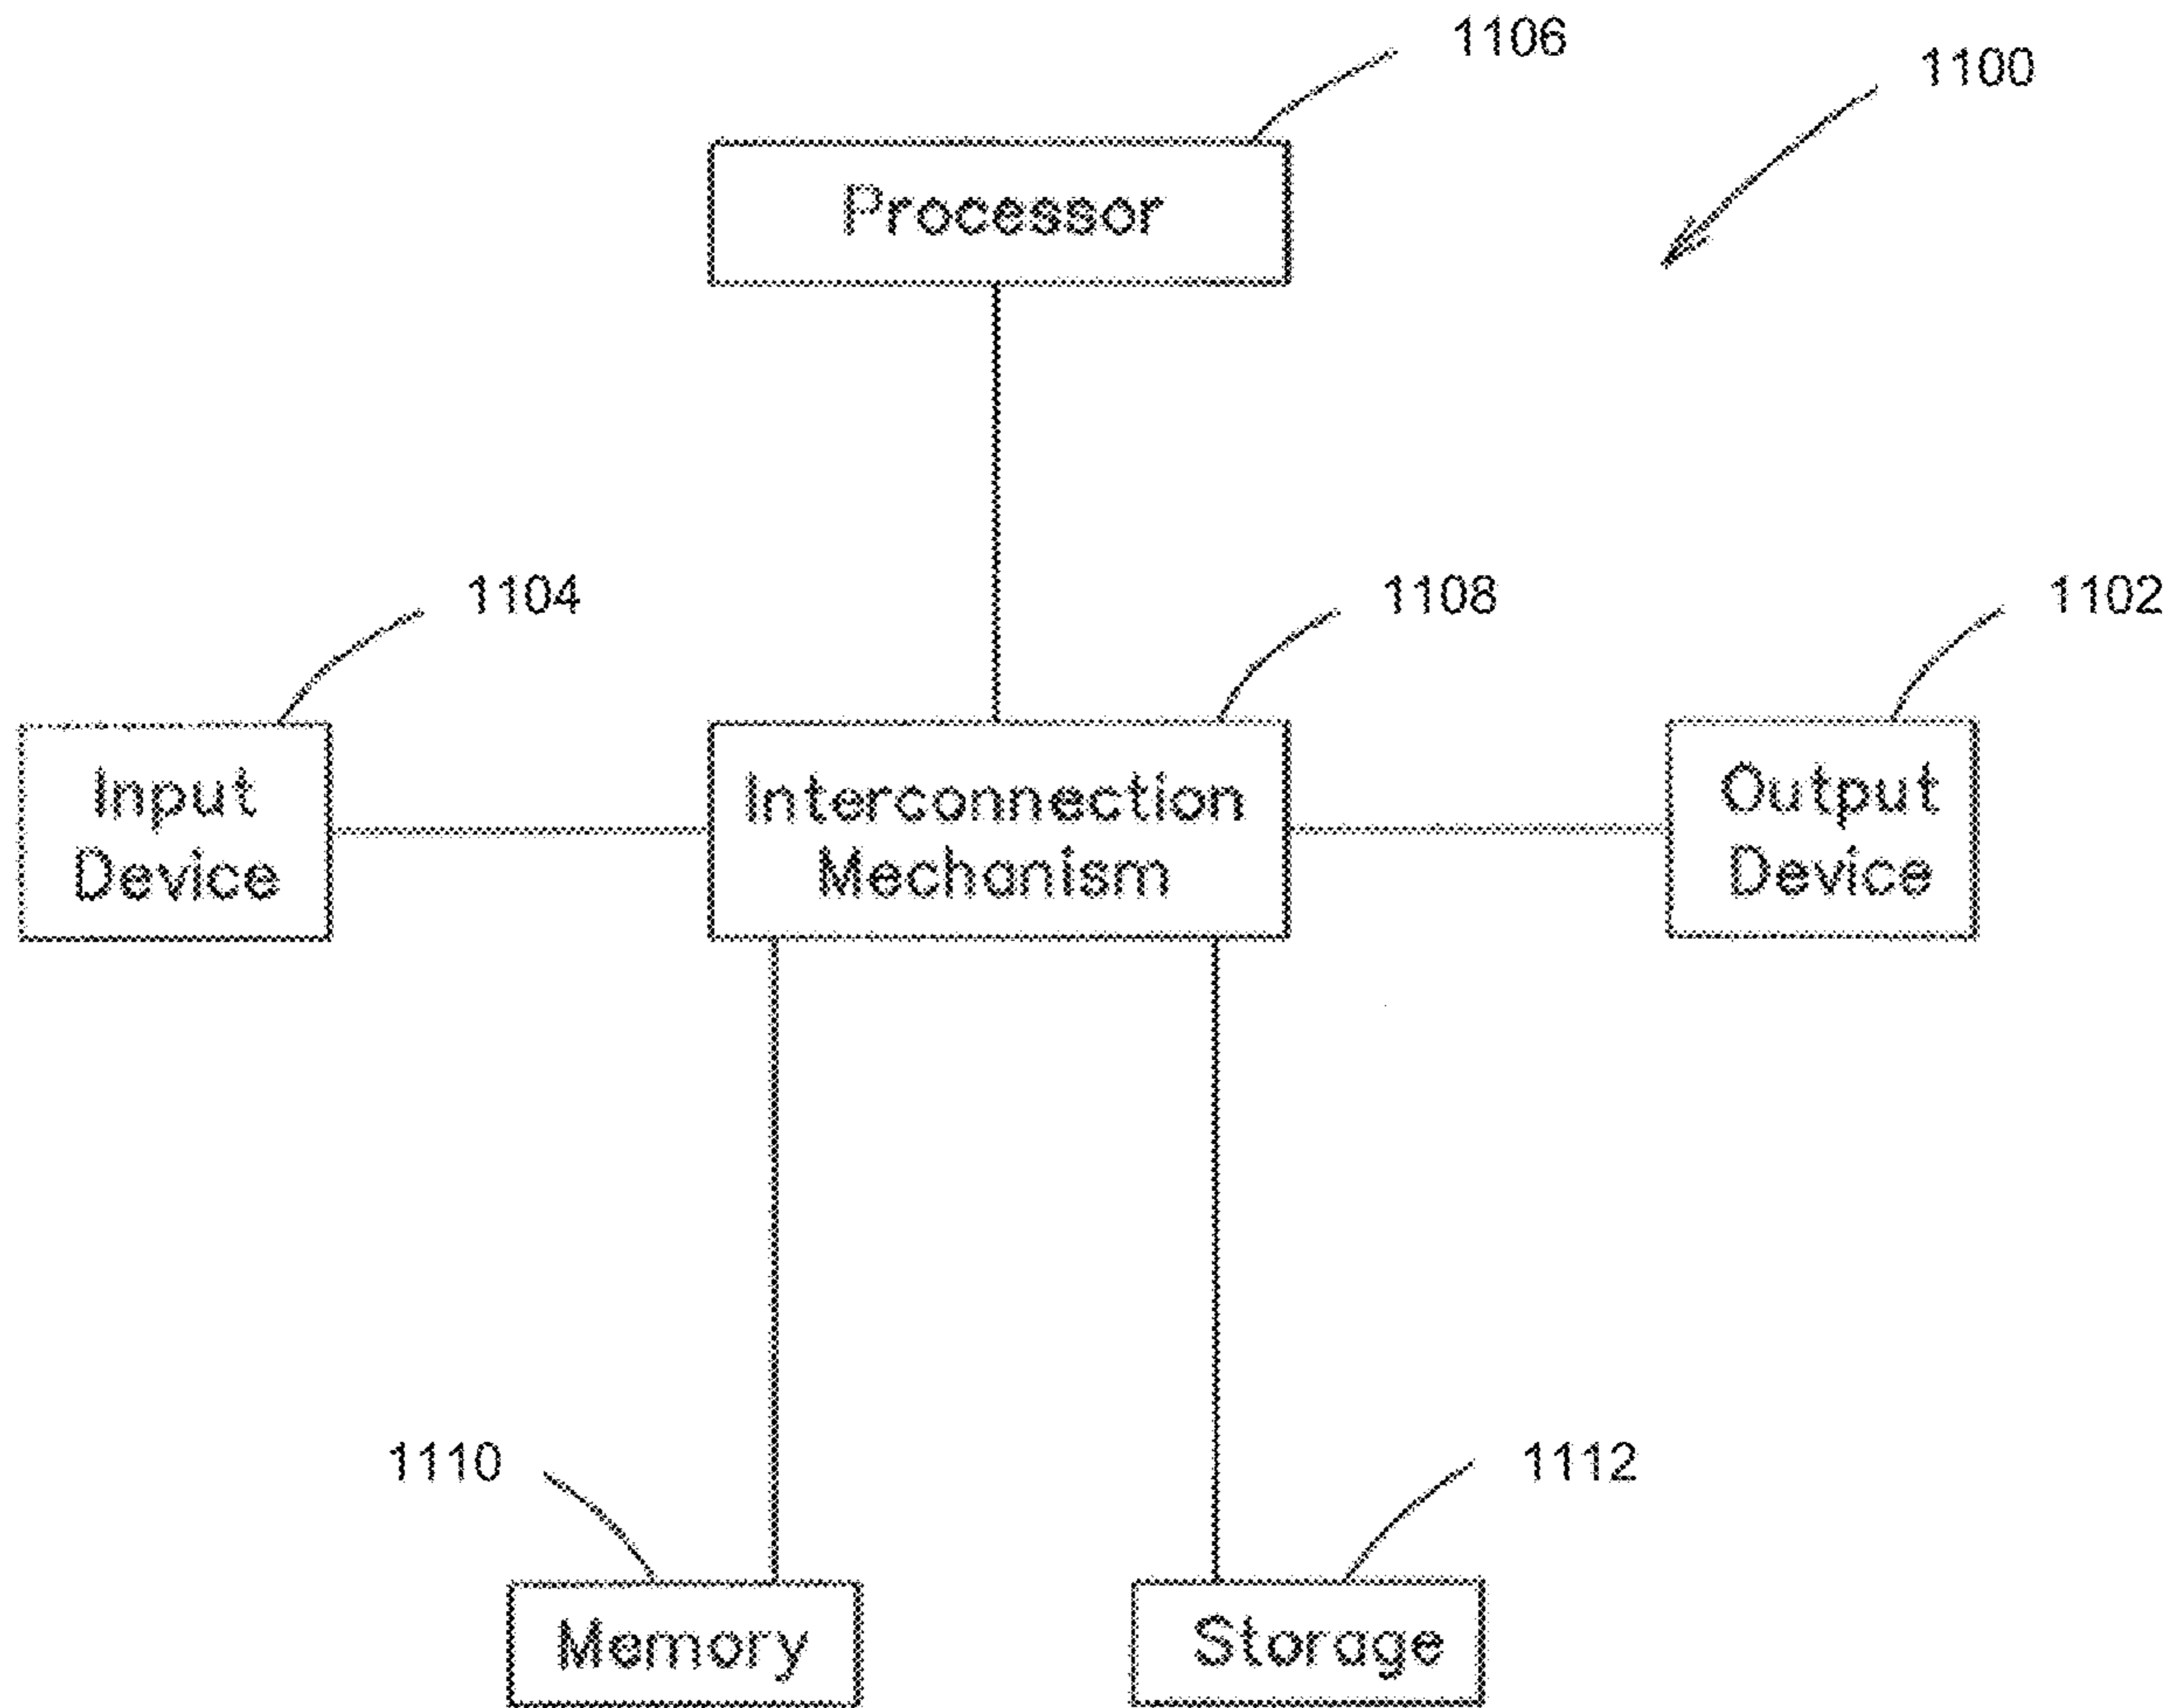 1106
1100
Processor
1104
1108
1102
Input
Device
Interconnection
Mechanism
Output
Device
1110
1112
Memory
Storage